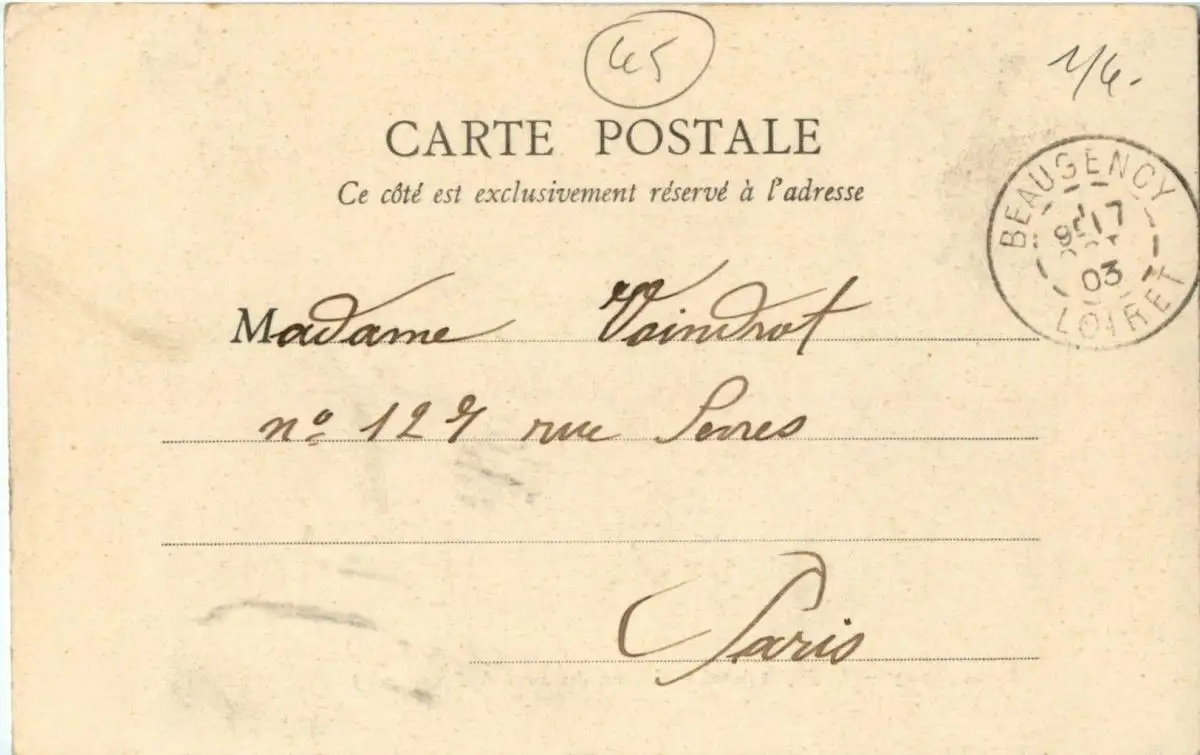 45
1/4.
CARTE POSTALE
Ce côté est exclusivement réservé à l'adresse
BEAUGENCY
17
03
LOIRET
Madame Voindrot
nº 127 rue Sevres
Paris